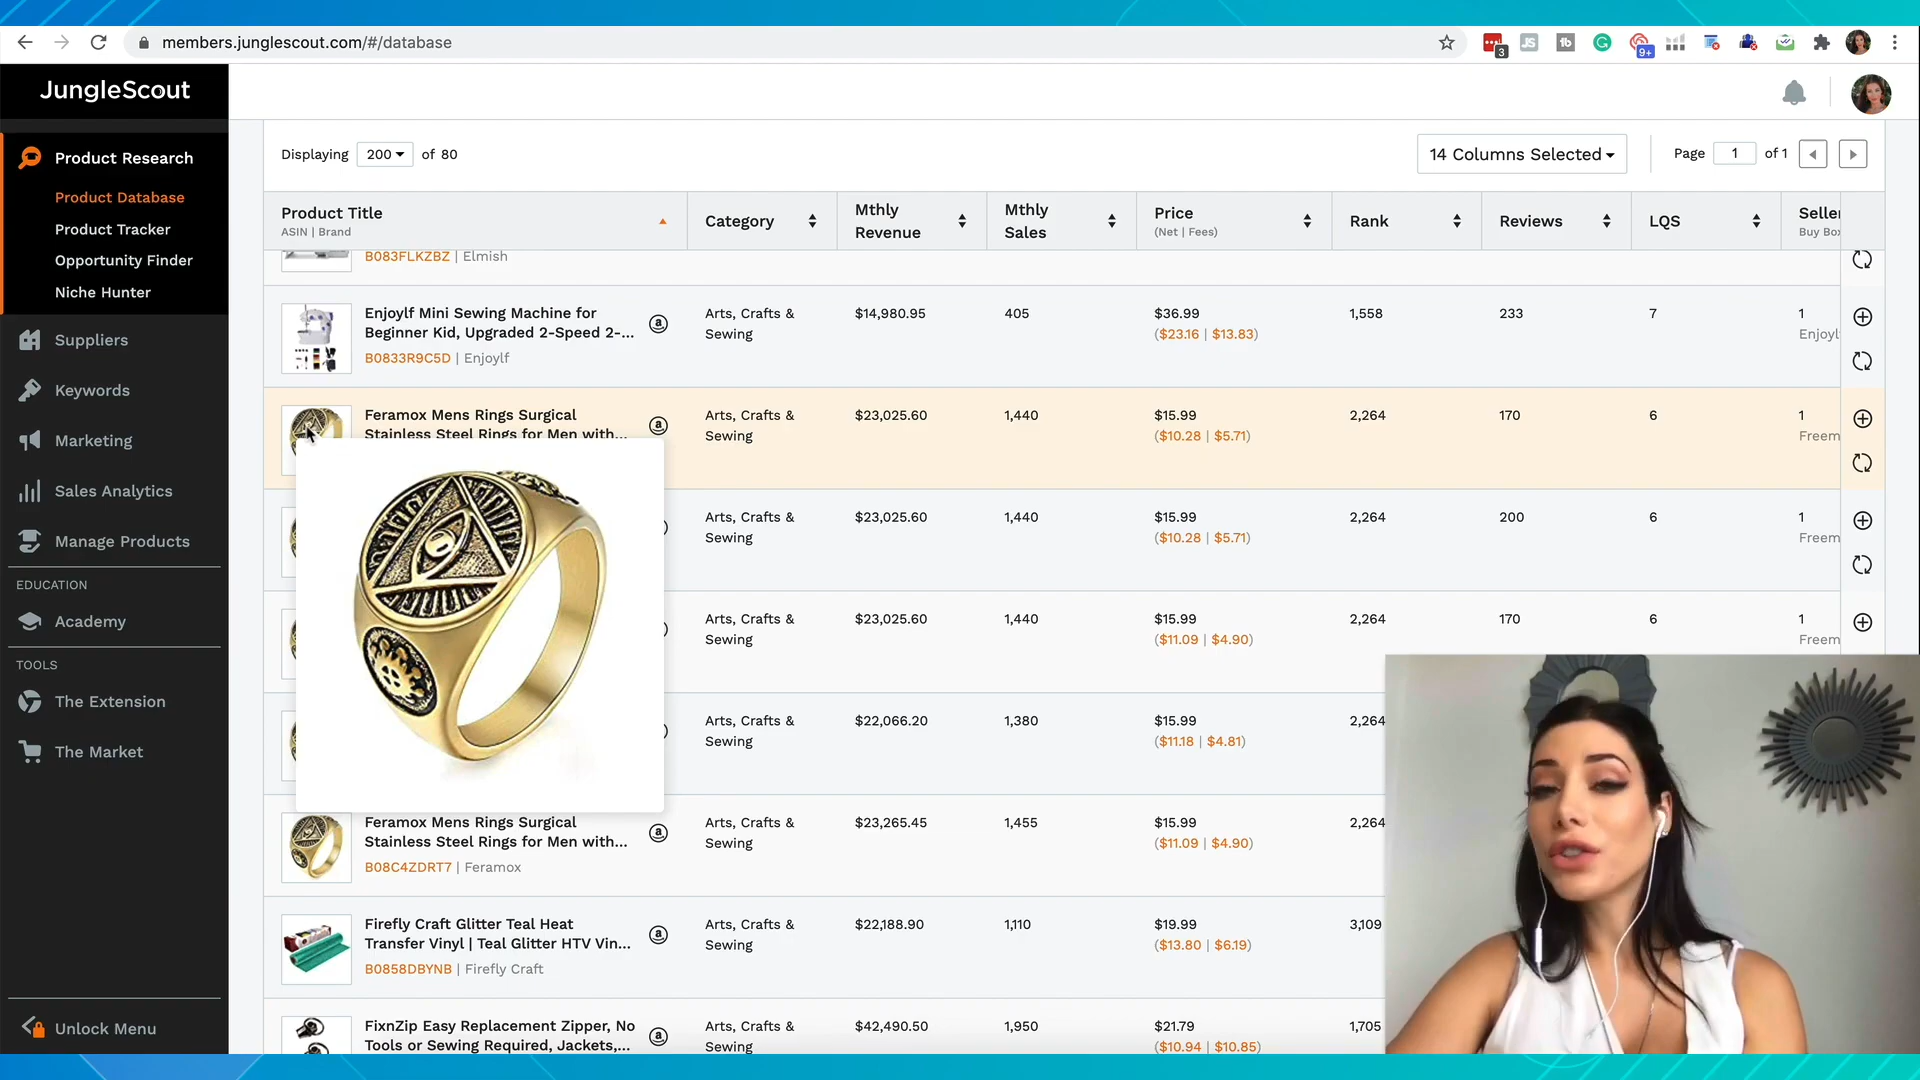 members.junglescout.com/#/database
3
JS
tb
9+
JungleScout
Product Research
Product Database
Product Tracker
Opportunity Finder
Niche Hunter
Suppliers
Keywords
Marketing
Sales Analytics
Manage Products
EDUCATION
Academy
TOOLS
The Extension
The Market
Unlock Menu
Displaying 200 of 80
14 Columns Selected
Page 1 of 1
Product Title
ASIN | Brand
Category
Mthly Revenue
Mthly Sales
Price
(Net | Fees)
Rank
Reviews
LQS
Seller
Buy Box
B083FLKZBZ | Elmish
Enjoylf Mini Sewing Machine for
Beginner Kid, Upgraded 2-Speed 2-...
B0833R9C5D | Enjoylf
Arts, Crafts &
Sewing
$14,980.95
405
$36.99
($23.16 | $13.83)
1,558
233
7
1
Enjoylf
Feramox Mens Rings Surgical
Stainless Steel Rings for Men with...
Arts, Crafts &
Sewing
$23,025.60
1,440
$15.99
($10.28 | $5.71)
2,264
170
6
1
Freem
Arts, Crafts &
Sewing
$23,025.60
1,440
$15.99
($10.28 | $5.71)
2,264
200
6
1
Freem
Arts, Crafts &
Sewing
$23,025.60
1,440
$15.99
($11.09 | $4.90)
2,264
170
6
1
Freem
Arts, Crafts &
Sewing
$22,066.20
1,380
$15.99
($11.18 | $4.81)
2,264
Feramox Mens Rings Surgical
Stainless Steel Rings for Men with...
B08C4ZDRT7 | Feramox
Arts, Crafts &
Sewing
$23,265.45
1,455
$15.99
($11.09 | $4.90)
2,264
Firefly Craft Glitter Teal Heat
Transfer Vinyl | Teal Glitter HTV Vin...
B0858DBYNB | Firefly Craft
Arts, Crafts &
Sewing
$22,188.90
1,110
$19.99
($13.80 | $6.19)
3,109
FixnZip Easy Replacement Zipper, No
Tools or Sewing Required, Jackets,...
Arts, Crafts &
Sewing
$42,490.50
1,950
$21.79
($10.94 | $10.85)
1,705